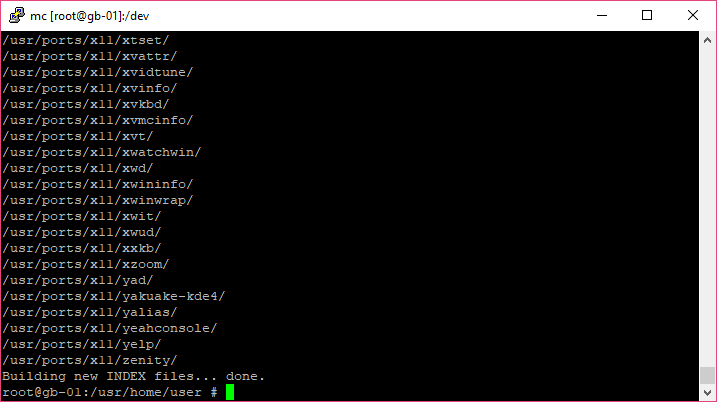 mc [root@gb-01]:/dev
/usr/ports/x11/xtset/
/usr/ports/x11/xvattr/
/usr/ports/x11/xvidtune/
/usr/ports/x11/xvinfo/
/usr/ports/x11/xvkbd/
/usr/ports/x11/xvmcinfo/
/usr/ports/x11/xvt/
/usr/ports/x11/xwatchwin/
/usr/ports/x11/xwd/
/usr/ports/x11/xwininfo/
/usr/ports/x11/xwinwrap/
/usr/ports/x11/xwit/
/usr/ports/x11/xwud/
/usr/ports/x11/xxkb/
/usr/ports/x11/xzoom/
/usr/ports/x11/yad/
/usr/ports/x11/yakuake-kde4/
/usr/ports/x11/yalias/
/usr/ports/x11/yeahconsole/
/usr/ports/x11/yelp/
/usr/ports/x11/zenity/
Building new INDEX files... done.
root@gb-01:/usr/home/user #